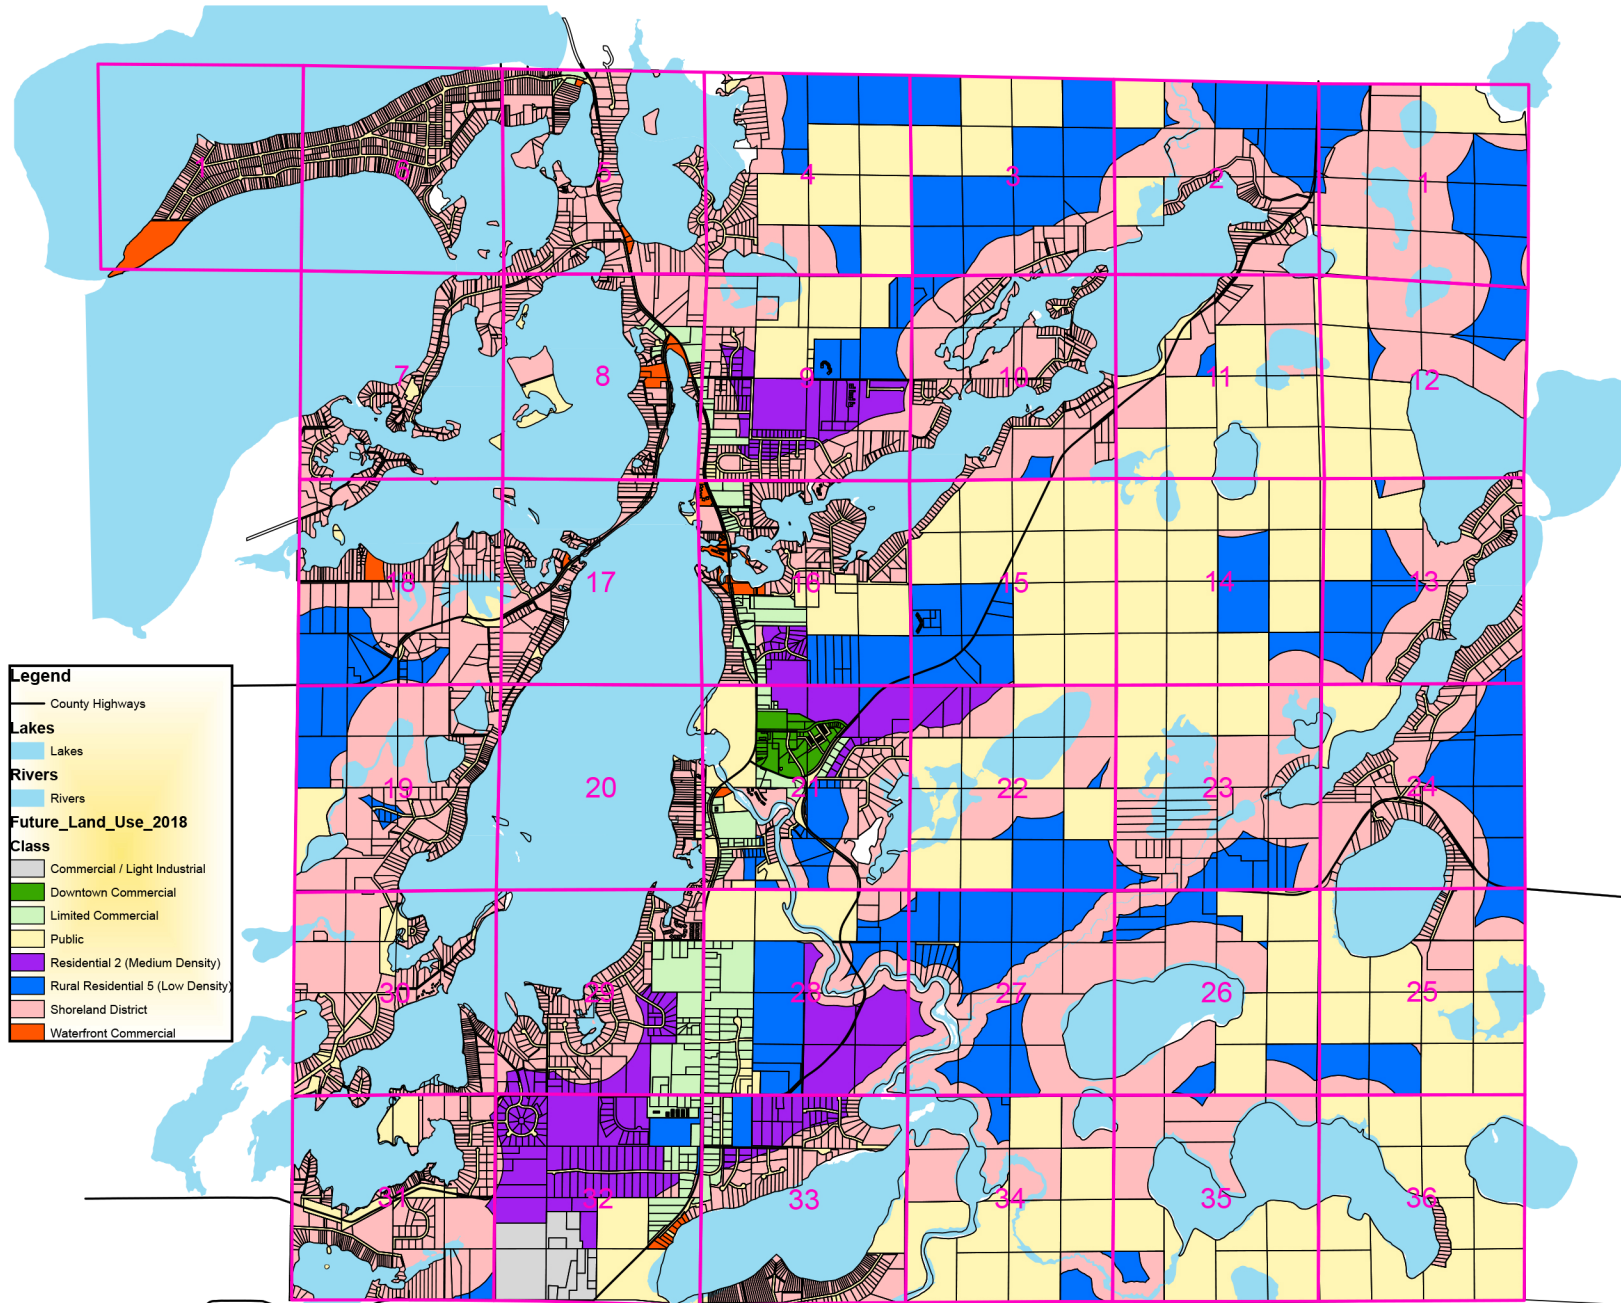 1
6
5
4
3
2
1
7
8
9
10
11
12
18
17
16
15
14
13
19
20
21
22
23
24
30
29
28
27
26
25
31
32
33
34
35
36
Legend
County Highways
Lakes
Lakes
Rivers
Rivers
Future_Land_Use_2018
Class
Commercial / Light Industrial
Downtown Commercial
Limited Commercial
Public
Residential 2 (Medium Density)
Rural Residential 5 (Low Density)
Shoreland District
Waterfront Commercial